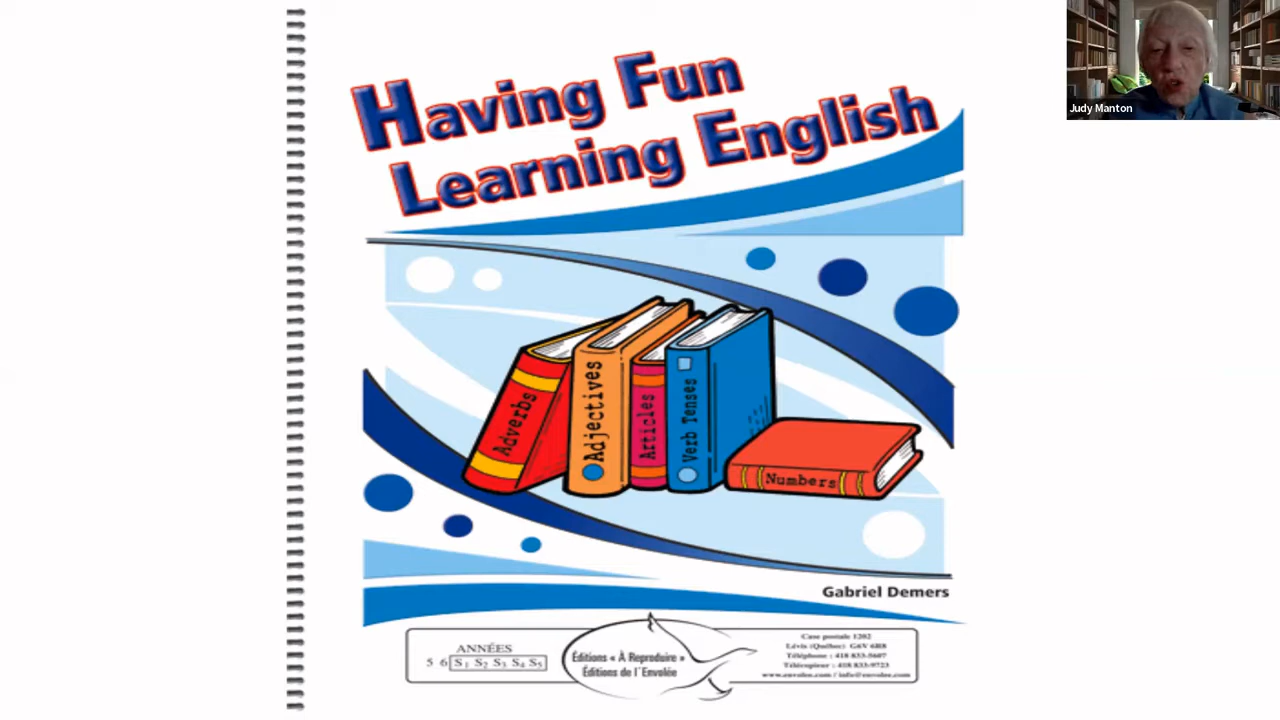 Having Fun
Learning English
Judy Manton
Adverbs
Adjectives
Articles
Verb Tenses
Numbers
Gabriel Demers
ANNÉES
5 6 S1 S2 S3 S4 S5
Éditions « À Reproduire »
Éditions de l'Envolée
Case postale 1202
Lévis (Québec) G6V 6R8
Téléphone : 418 833-5607
Télécopieur : 418 833-9723
www.envolee.com / info@envolee.com